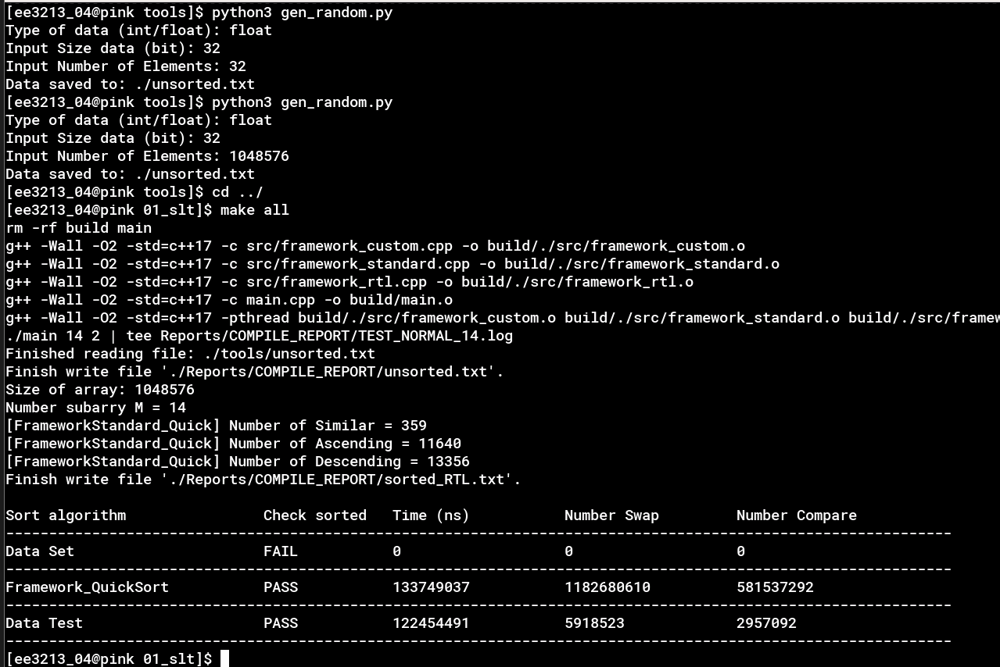 [ee3213_04@pink tools]$ python3 gen_random.py
Type of data (int/float): float
Input Size data (bit): 32
Input Number of Elements: 32
Data saved to: ./unsorted.txt
[ee3213_04@pink tools]$ python3 gen_random.py
Type of data (int/float): float
Input Size data (bit): 32
Input Number of Elements: 1048576
Data saved to: ./unsorted.txt
[ee3213_04@pink tools]$ cd ../
[ee3213_04@pink 01_slt]$ make all
rm -rf build main
g++ -Wall -O2 -std=c++17 -c src/framework_custom.cpp -o build/./src/framework_custom.o
g++ -Wall -O2 -std=c++17 -c src/framework_standard.cpp -o build/./src/framework_standard.o
g++ -Wall -O2 -std=c++17 -c src/framework_rtl.cpp -o build/./src/framework_rtl.o
g++ -Wall -O2 -std=c++17 -c main.cpp -o build/main.o
g++ -Wall -O2 -std=c++17 -pthread build/./src/framework_custom.o build/./src/framework_standard.o build/./src/framew
./main 14 2 | tee Reports/COMPILE_REPORT/TEST_NORMAL_14.log
Finished reading file: ./tools/unsorted.txt
Finish write file './Reports/COMPILE_REPORT/unsorted.txt'.
Size of array: 1048576
Number subarry M = 14
[FrameworkStandard_Quick] Number of Similar = 359
[FrameworkStandard_Quick] Number of Ascending = 11640
[FrameworkStandard_Quick] Number of Descending = 13356
Finish write file './Reports/COMPILE_REPORT/sorted_RTL.txt'.
Sort algorithm Check sorted Time (ns) Number Swap Number Compare
--------------------------------------------------------------------------------------------------------------
Data Set FAIL 0 0 0
--------------------------------------------------------------------------------------------------------------
Framework_QuickSort PASS 133749037 1182680610 581537292
--------------------------------------------------------------------------------------------------------------
Data Test PASS 122454491 5918523 2957092
--------------------------------------------------------------------------------------------------------------
[ee3213_04@pink 01_slt]$